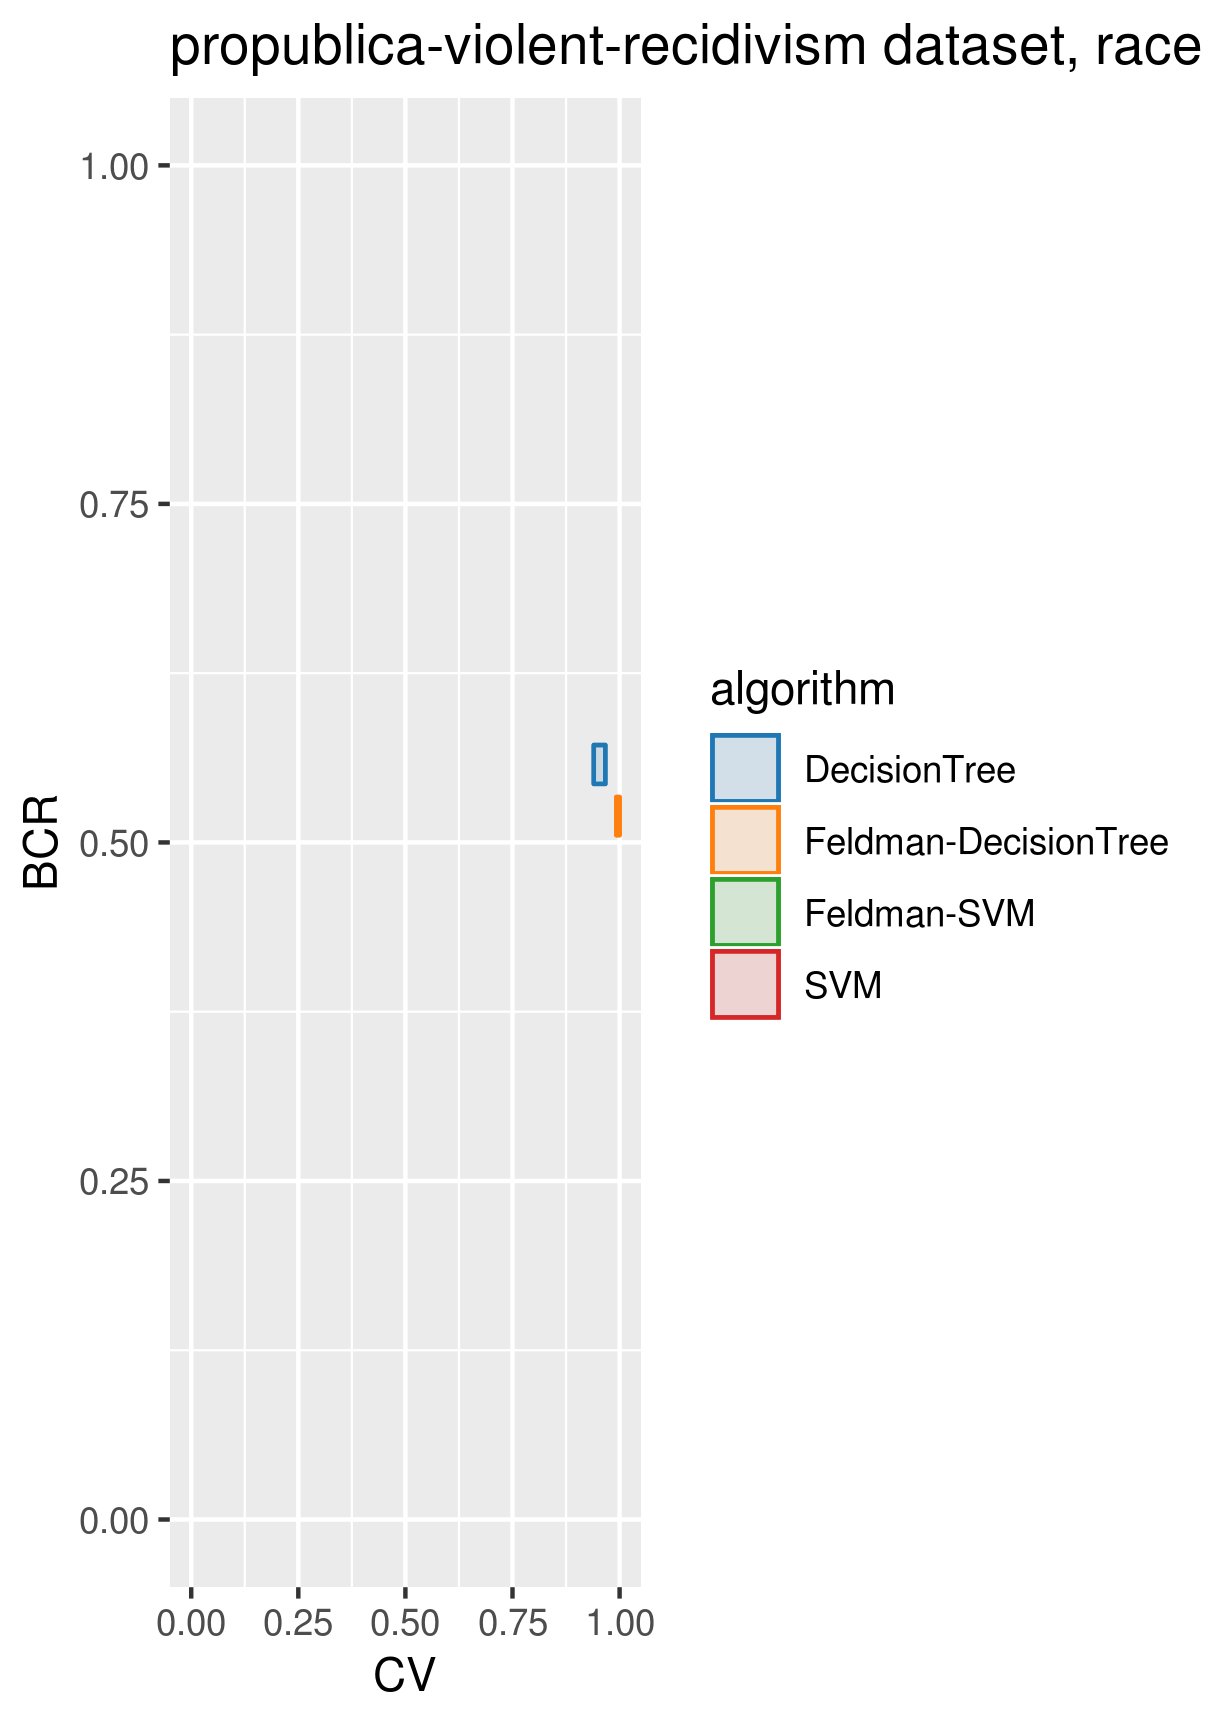 propublica-violent-recidivism dataset, race
1.00
0.75
0.50
0.25
0.00
BCR
0.00 0.25 0.50 0.75 1.00
CV
algorithm
DecisionTree
Feldman-DecisionTree
Feldman-SVM
SVM